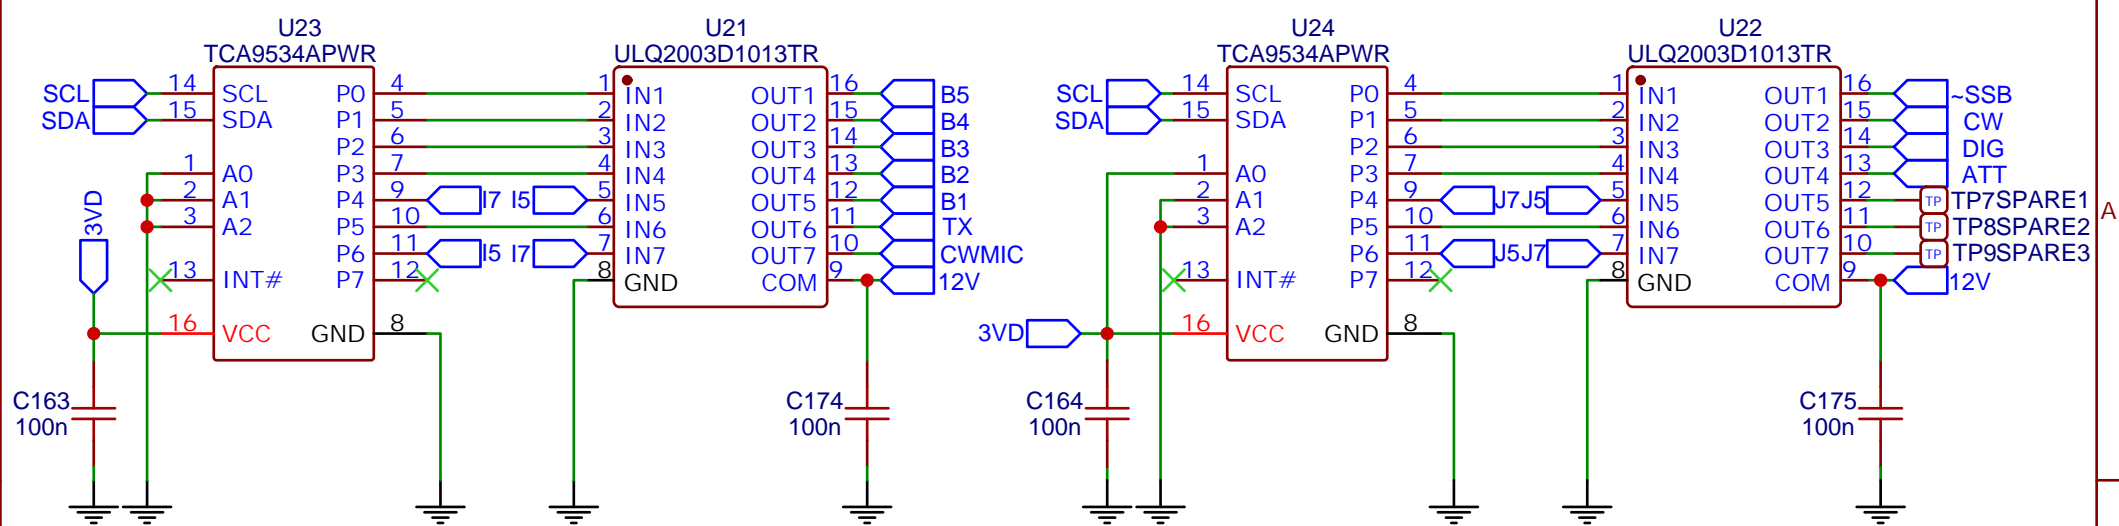 U23
TCA9534APWR
U21
ULQ2003D1013TR
U24
TCA9534APWR
U22
ULQ2003D1013TR
SCL 14 SCL P0 4 1 IN1 OUT1 16 B5
SDA 15 SDA P1 5 2 IN2 OUT2 15 B4
P2 6 3 IN3 OUT3 14 B3
1 A0 P3 7 4 IN4 OUT4 13 B2
2 A1 P4 9 I7 I5 5 IN5 OUT5 12 B1
3 A2 P5 10 6 IN6 OUT6 11 TX
P6 11 I5 I7 7 IN7 OUT7 10 CWMIC
13 INT# P7 12 8 GND COM 9 12V
3VD
16 VCC GND 8
C163
100n
C174
100n
SCL 14 SCL P0 4 1 IN1 OUT1 16 ~SSB
SDA 15 SDA P1 5 2 IN2 OUT2 15 CW
P2 6 3 IN3 OUT3 14 DIG
1 A0 P3 7 4 IN4 OUT4 13 ATT
2 A1 P4 9 J7 J5 5 IN5 OUT5 12 TP TP7SPARE1
3 A2 P5 10 6 IN6 OUT6 11 TP TP8SPARE2
P6 11 J5 J7 7 IN7 OUT7 10 TP TP9SPARE3
13 INT# P7 12 8 GND COM 9 12V
3VD 16 VCC GND 8
C164
100n
C175
100n
A